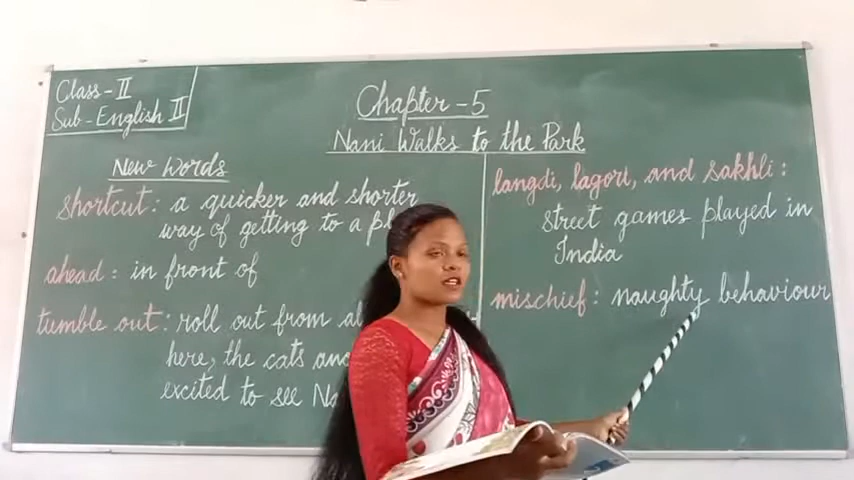 Class - II
Sub - English II
Chapter - 5
Nani Walks to the Park
New Words
shortcut : a quicker and shorter
way of getting to a
ahead : in front of
tumble out : roll out from
here, the cats and
excited to see
langdi, lagori, and sakhli :
street games played in
India
mischief : naughty behaviour